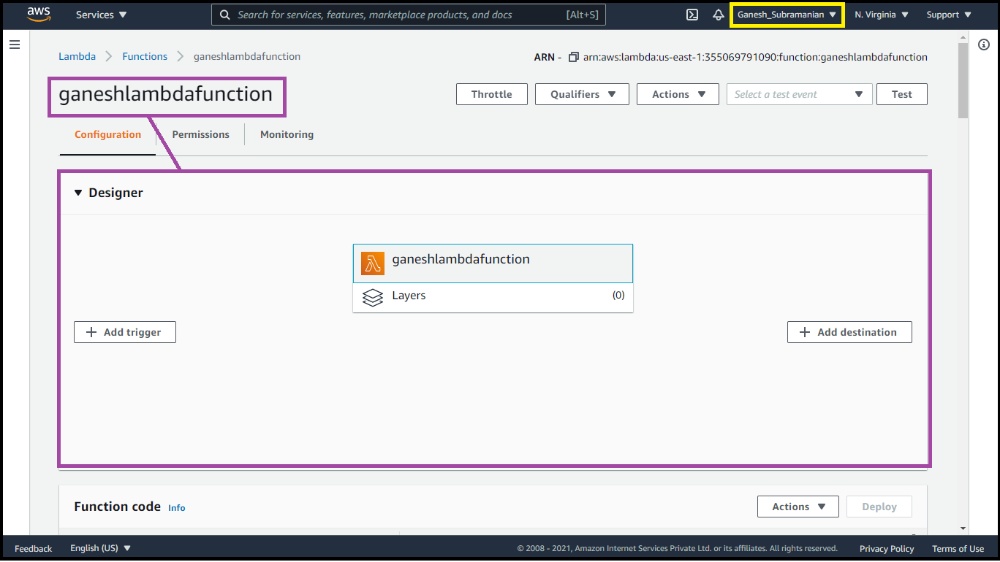 aws Services Search for services, features, marketplace products, and docs [Alt+S] Ganesh_Subramanian N. Virginia Support
Lambda Functions ganeshlambdafunction ARN - arn:aws:lambda:us-east-1:355069791090:function:ganeshlambdafunction
ganeshlambdafunction Throttle Qualifiers Actions Select a test event Test
Configuration Permissions Monitoring
Designer
ganeshlambdafunction
Layers (0)
+ Add trigger + Add destination
Function code Info Actions Deploy
Feedback English (US) © 2008 - 2021, Amazon Internet Services Private Ltd. or its affiliates. All rights reserved. Privacy Policy Terms of Use